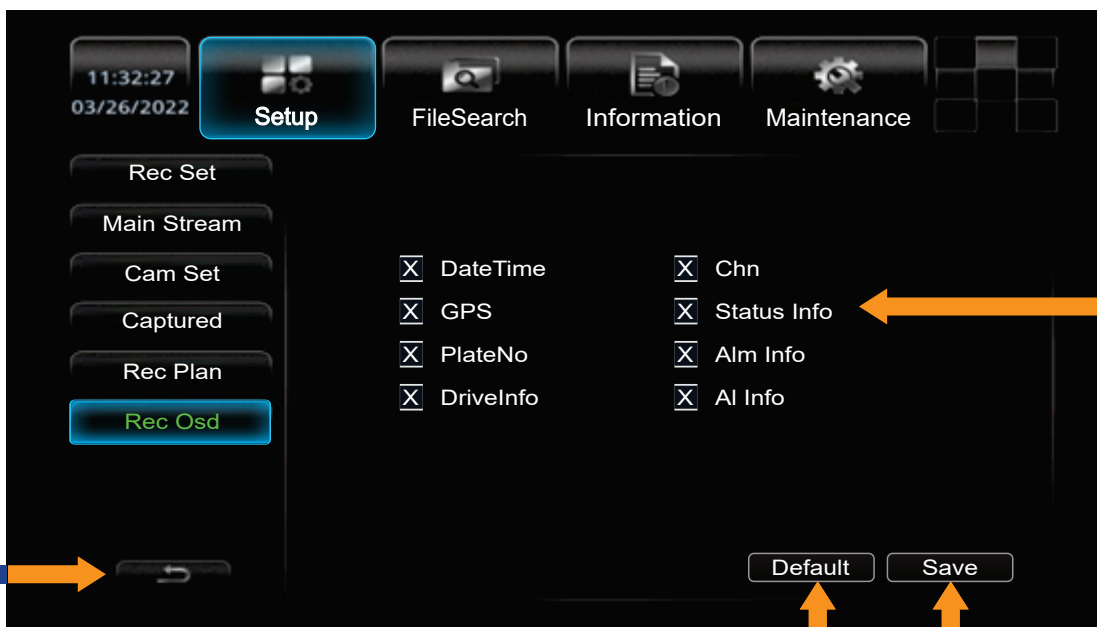 11:32:27
03/26/2022
Setup
FileSearch
Information
Maintenance
Rec Set
Main Stream
Cam Set
Captured
Rec Plan
Rec Osd
X DateTime
X Chn
X GPS
X Status Info
X PlateNo
X Alm Info
X DriveInfo
X AI Info
Default
Save